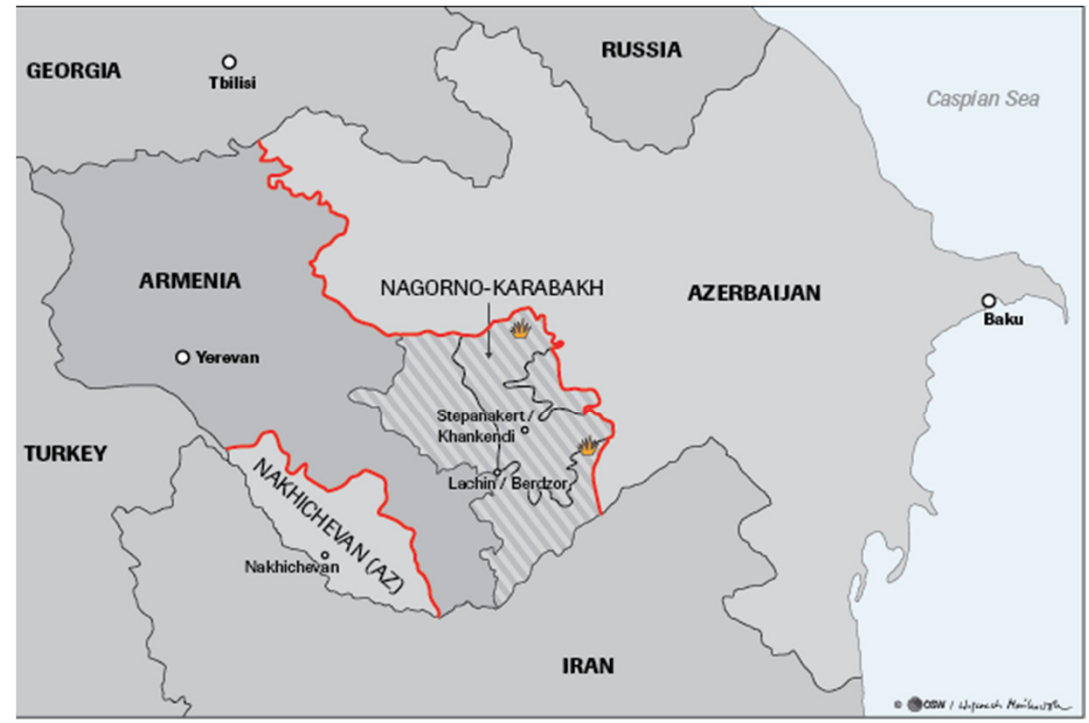 RUSSIA
GEORGIA
Tbilisi
Caspian Sea
ARMENIA
NAGORNO-KARABAKH
AZERBAIJAN
Baku
Yerevan
Stepanakert /
Khankendi
TURKEY
Lachin / Berdzor
NAKHICHEVAN (AZ)
Nakhichevan
IRAN
© OSW /